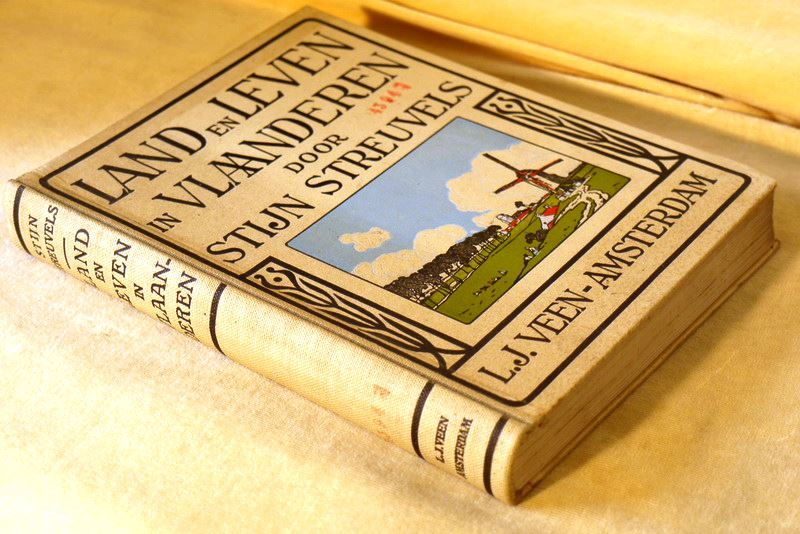 LAND EN LEVEN
IN VLAANDEREN
DOOR
STIJN STREUVELS
L.J. VEEN-AMSTERDAM
STIJN
STREUVELS
LAND
EN
LEVEN
IN
VLAAN-
DEREN
L.J. VEEN
AMSTERDAM